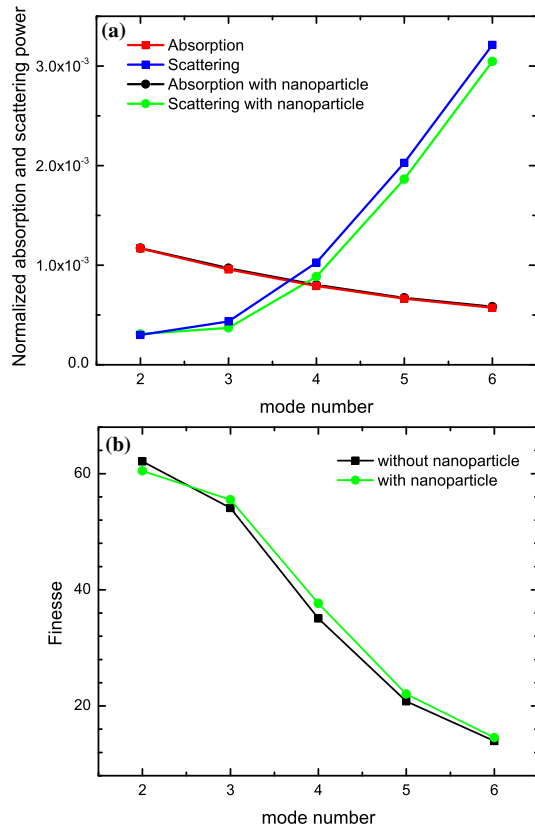 (a)
Absorption
Scattering
Absorption with nanoparticle
Scattering with nanoparticle
Normalized absorption and scattering power
3.0x10-3
2.0x10-3
1.0x10-3
0.0
2 3 4 5 6
mode number
(b)
without nanoparticle
with nanoparticle
Finesse
60
40
20
2 3 4 5 6
mode number